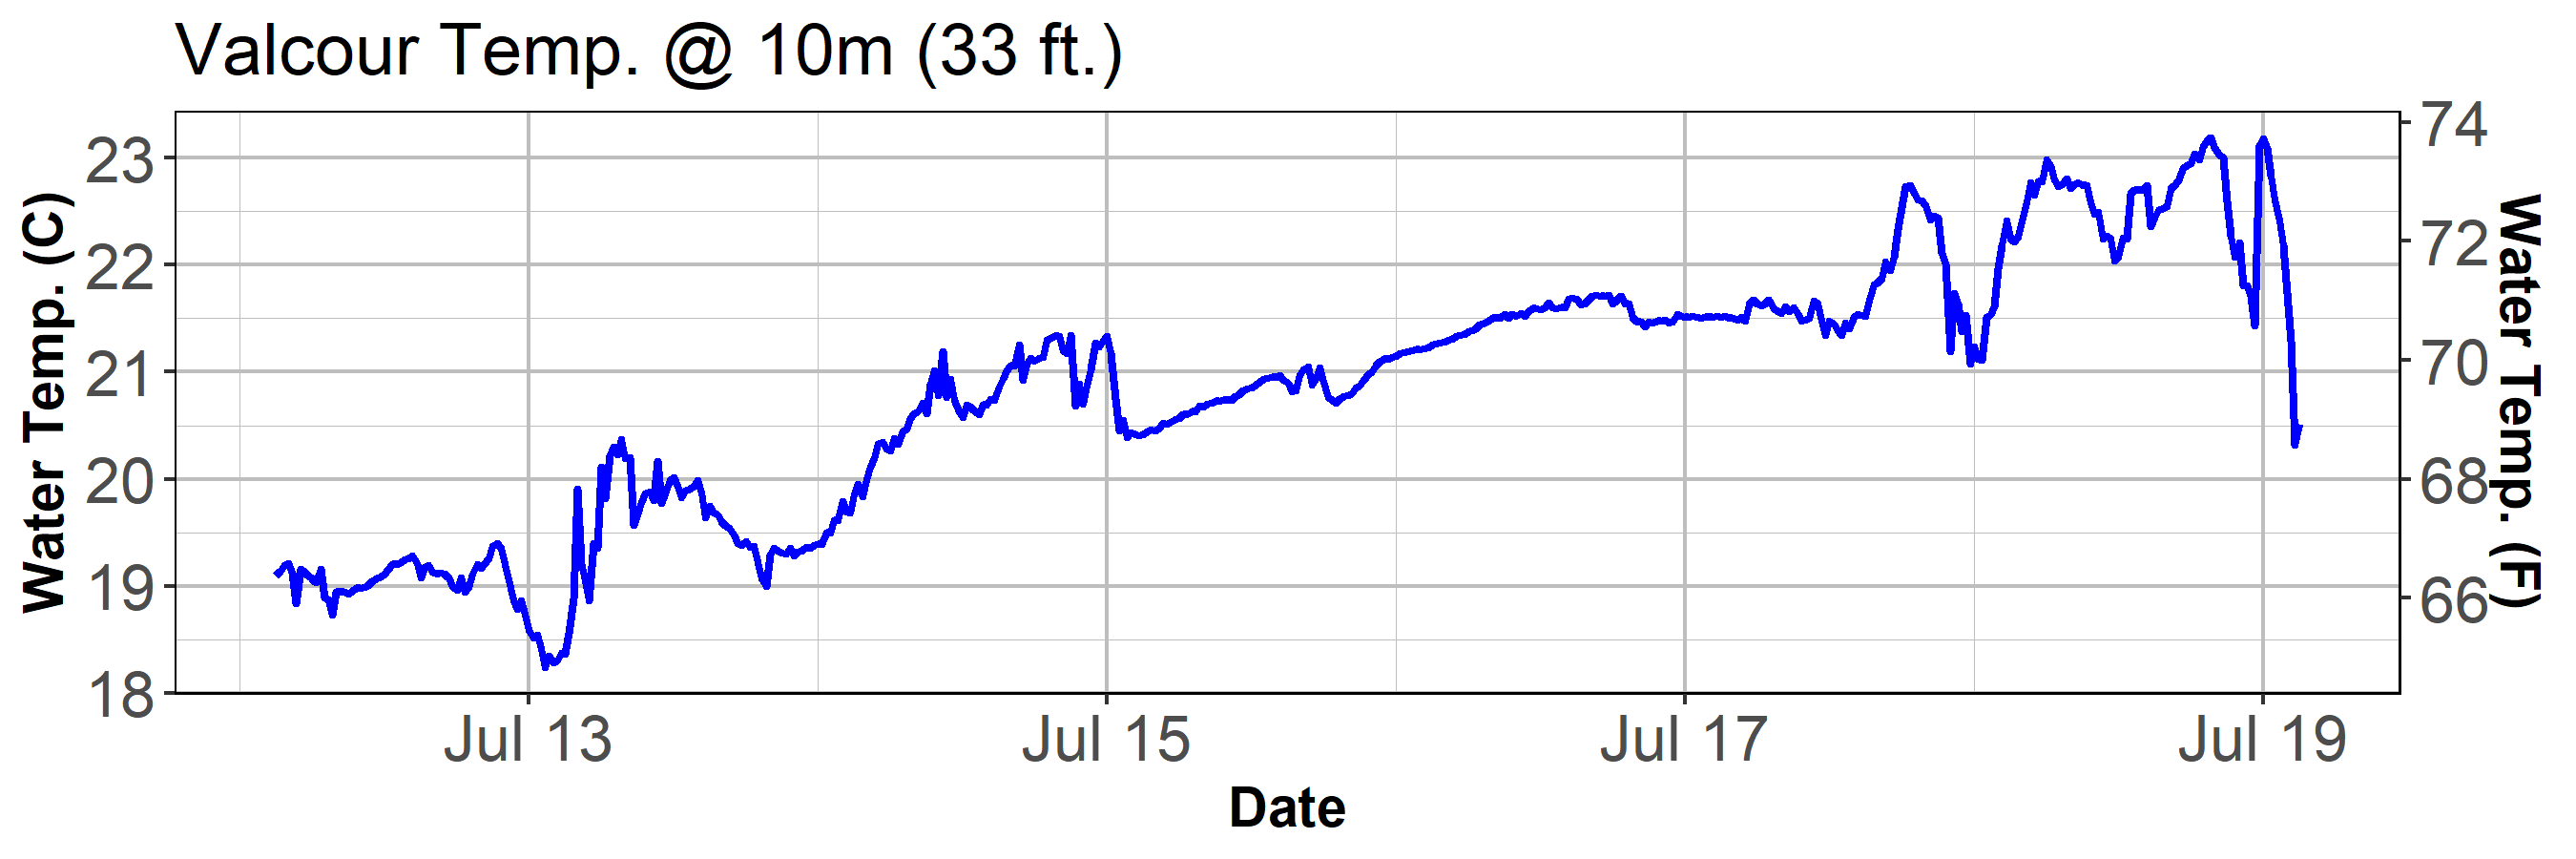 Valcour Temp. @ 10m (33 ft.)
Water Temp. (C)
23
22
21
20
19
18
74
72
70
68
66
Water Temp. (F)
Jul 13
Jul 15
Jul 17
Jul 19
Date